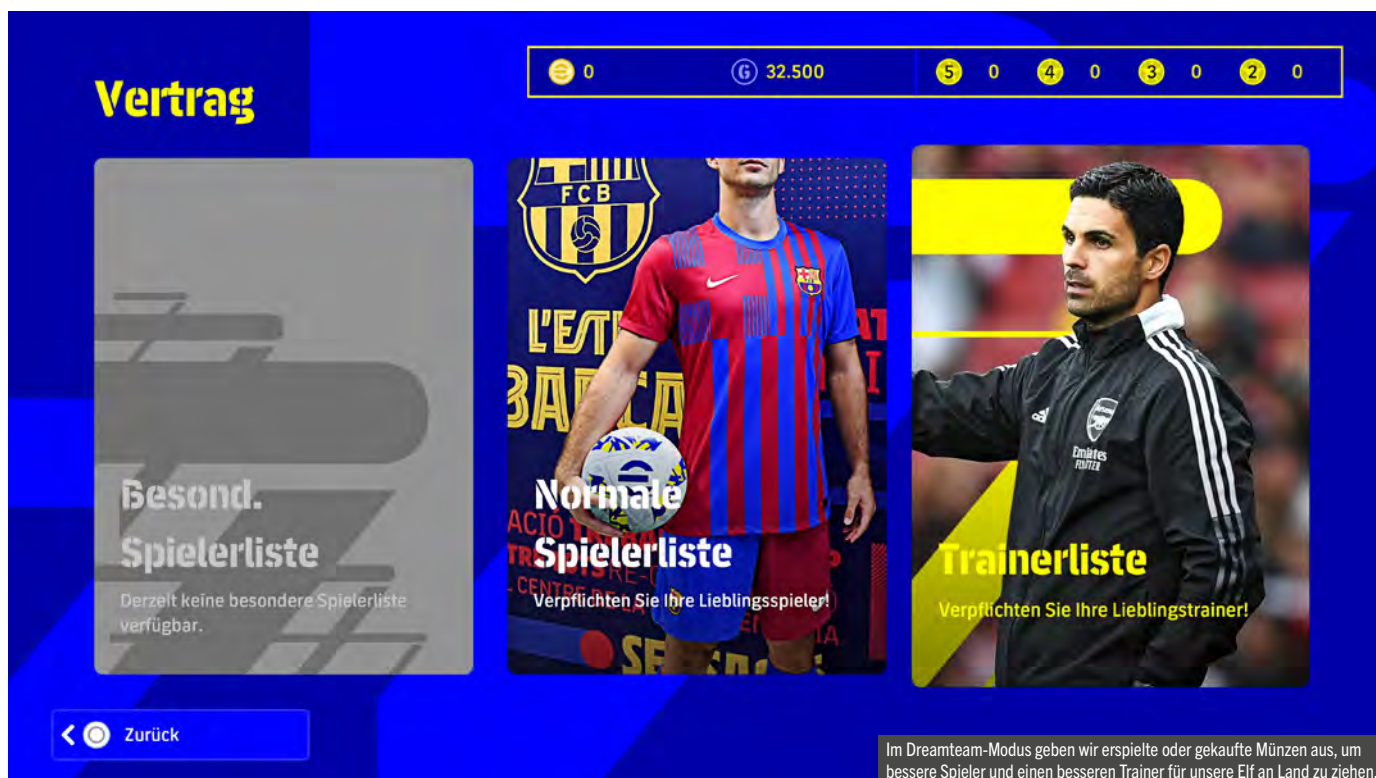 Vertrag
0
G 32.500
5 0
4 0
3 0
2 0
Besond.
Spielerliste
Derzeit keine besondere Spielerliste
verfügbar.
FCB
Normale
Spielerliste
Verpflichten Sie Ihre Lieblingsspieler!
Arsenal
Emirates
Trainerliste
Verpflichten Sie Ihre Lieblingstrainer!
Zurück
Im Dreamteam-Modus geben wir erspielte oder gekaufte Münzen aus, um
bessere Spieler und einen besseren Trainer für unsere Elf an Land zu ziehen.